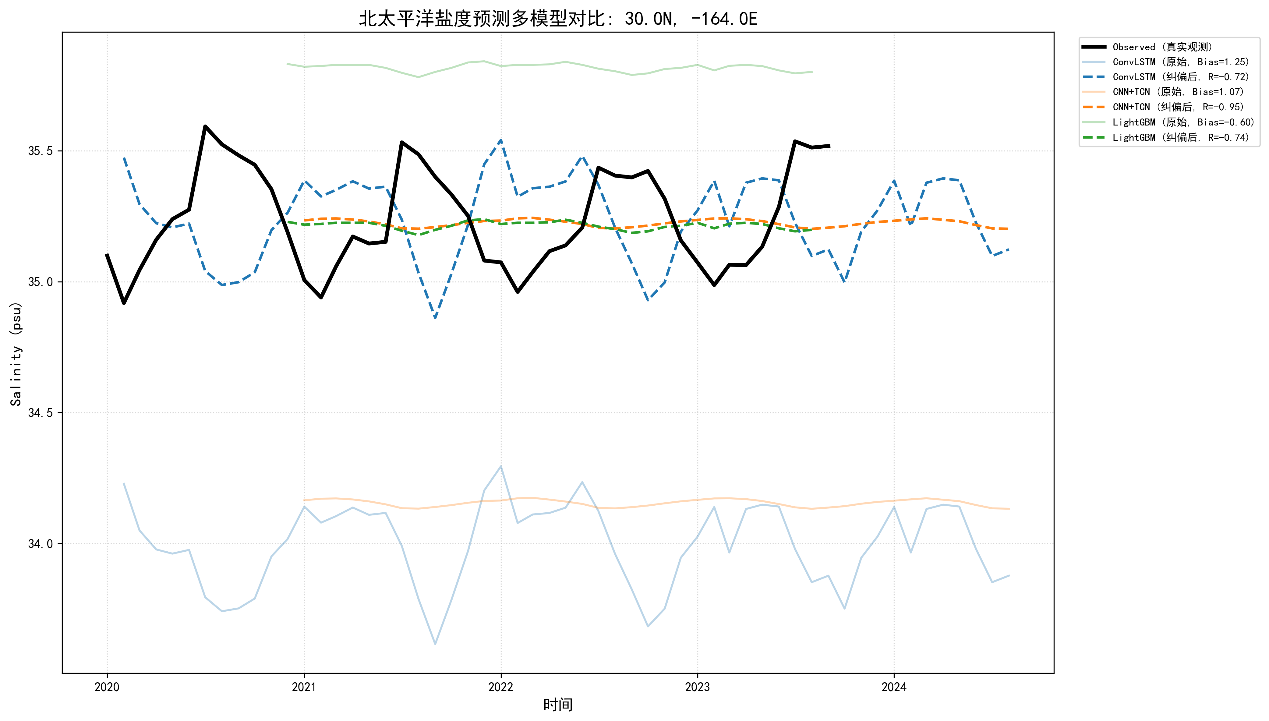 北太平洋盐度预测多模型对比: 30.0N, -164.0E
Observed (真实观测)
ConvLSTM (原始, Bias=1.25)
ConvLSTM (纠偏后, R=-0.72)
CNN+TCN (原始, Bias=1.07)
CNN+TCN (纠偏后, R=-0.95)
LightGBM (原始, Bias=-0.60)
LightGBM (纠偏后, R=-0.74)
Salinity (psu)
35.5
35.0
34.5
34.0
2020
2021
2022
2023
2024
时间